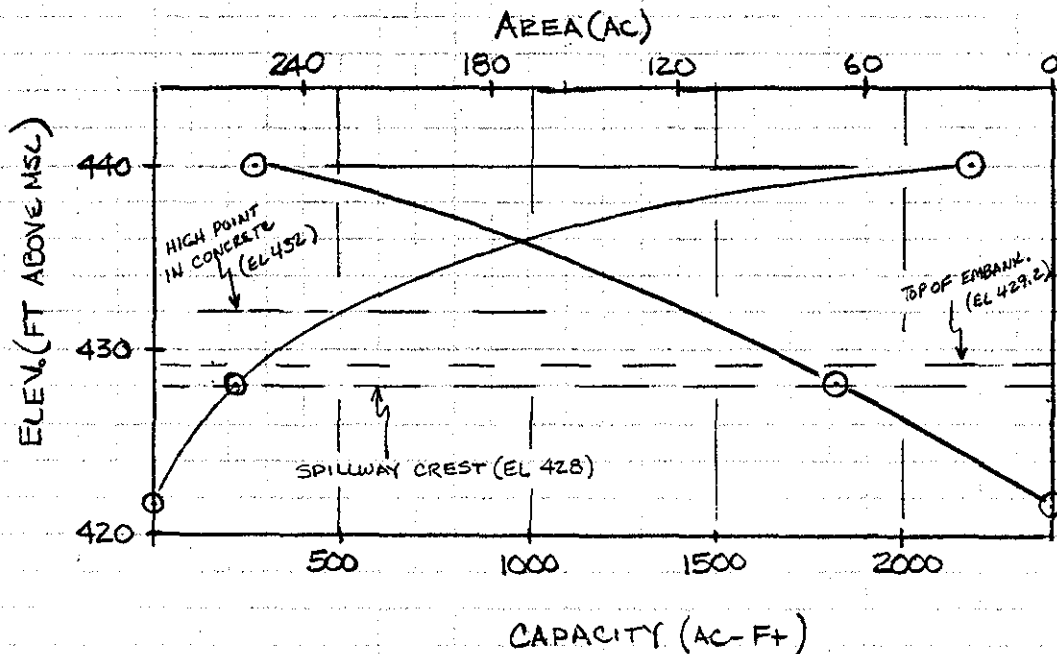 AREA (AC)
240 180 120 60 0
ELEV. (FT ABOVE MSL)
440
430
420
HIGH POINT
IN CONCRETE
(EL 432)
TOP OF EMBANK.
(EL 429.2)
SPILLWAY CREST (EL 428)
500 1000 1500 2000
CAPACITY (AC-Ft)